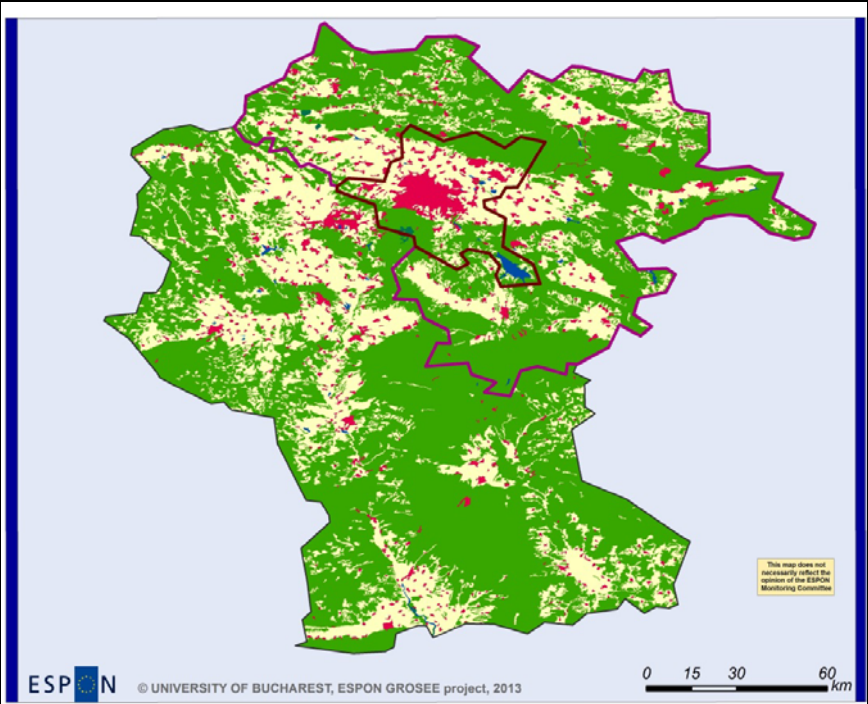 This map does not
necessarily reflect the
opinion of the ESPON
Monitoring Committee
ESPON © UNIVERSITY OF BUCHAREST, ESPON GROSEE project, 2013
0 15 30 60
km